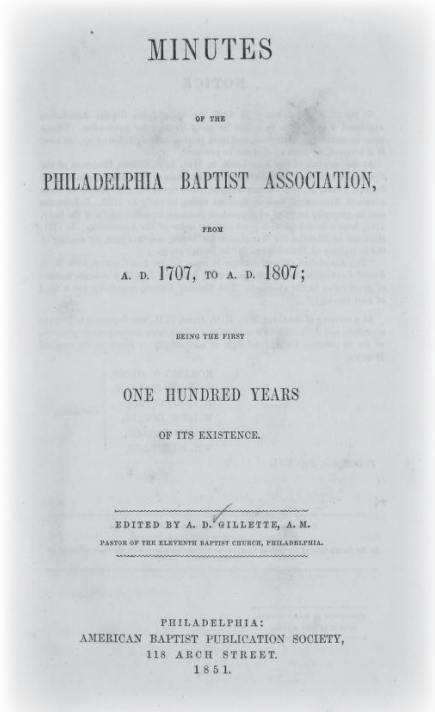 MINUTES
OF THE
PHILADELPHIA BAPTIST ASSOCIATION,
FROM
A. D. 1707, TO A. D. 1807;
BEING THE FIRST
ONE HUNDRED YEARS
OF ITS EXISTENCE.
EDITED BY A. D. GILLETTE, A. M.
PASTOR OF THE ELEVENTH BAPTIST CHURCH, PHILADELPHIA.
PHILADELPHIA:
AMERICAN BAPTIST PUBLICATION SOCIETY,
118 ARCH STREET.
1851.